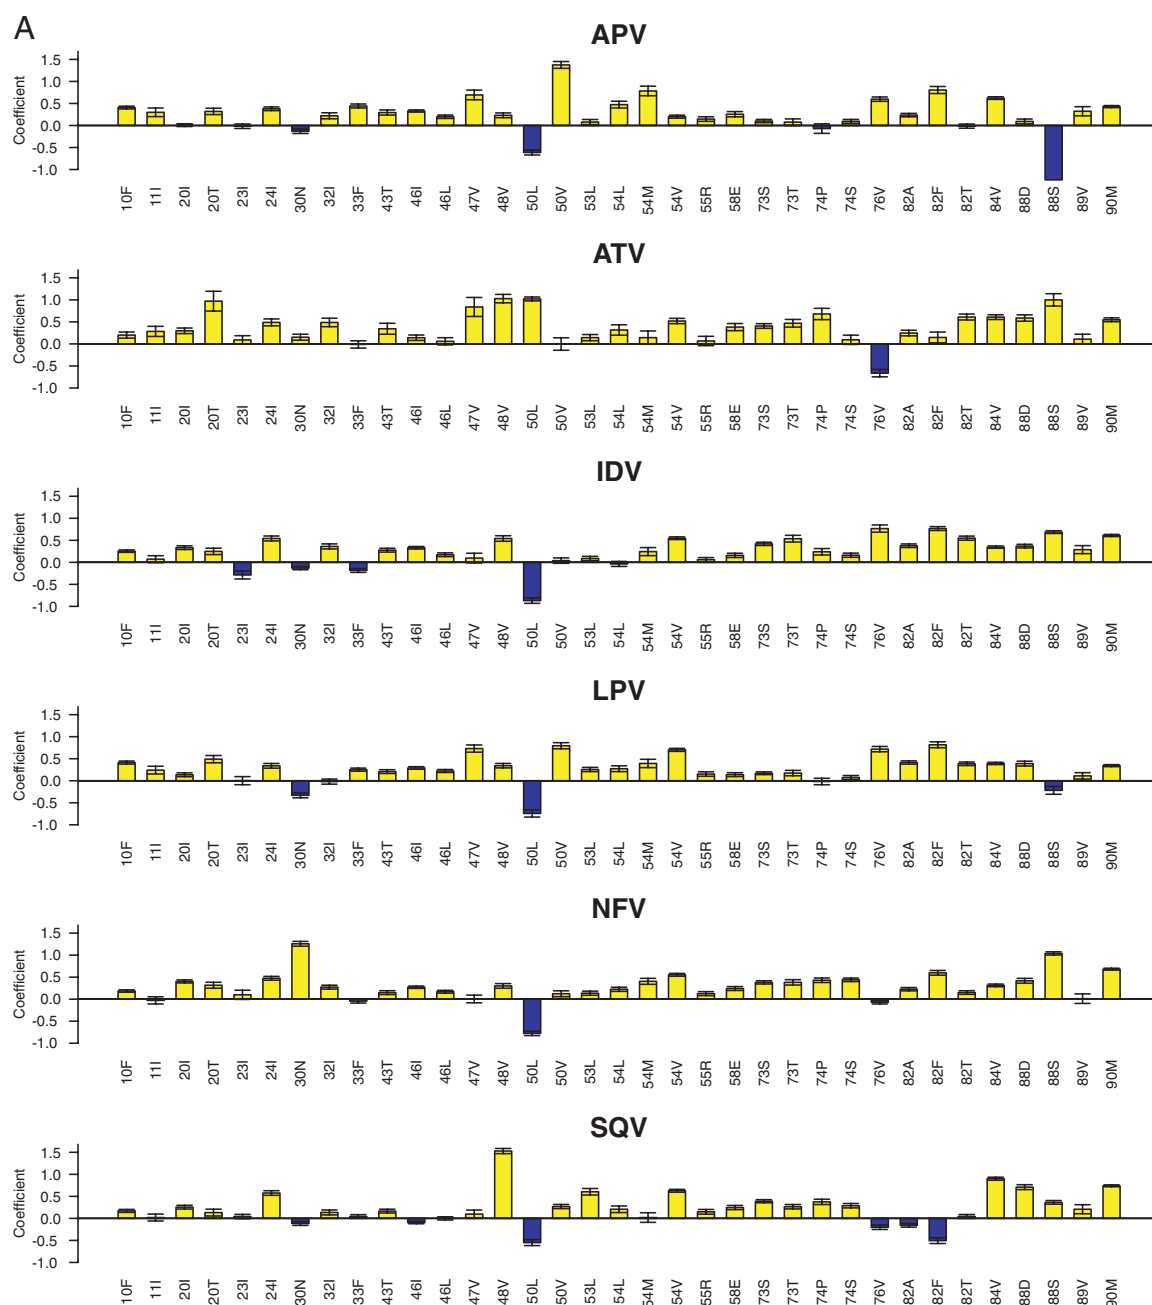 A
APV
Coefficient
1.5
1.0
0.5
0.0
-0.5
-1.0
10F 11I 20I 20T 23I 24I 30N 32I 33F 43T 46I 46L 47V 48V 50L 50V 53L 54L 54M 54V 55R 58E 73S 73T 74P 74S 76V 82A 82F 82T 84V 88D 88S 89V 90M
ATV
Coefficient
1.5
1.0
0.5
0.0
-0.5
-1.0
10F 11I 20I 20T 23I 24I 30N 32I 33F 43T 46I 46L 47V 48V 50L 50V 53L 54L 54M 54V 55R 58E 73S 73T 74P 74S 76V 82A 82F 82T 84V 88D 88S 89V 90M
IDV
Coefficient
1.5
1.0
0.5
0.0
-0.5
-1.0
10F 11I 20I 20T 23I 24I 30N 32I 33F 43T 46I 46L 47V 48V 50L 50V 53L 54L 54M 54V 55R 58E 73S 73T 74P 74S 76V 82A 82F 82T 84V 88D 88S 89V 90M
LPV
Coefficient
1.5
1.0
0.5
0.0
-0.5
-1.0
10F 11I 20I 20T 23I 24I 30N 32I 33F 43T 46I 46L 47V 48V 50L 50V 53L 54L 54M 54V 55R 58E 73S 73T 74P 74S 76V 82A 82F 82T 84V 88D 88S 89V 90M
NFV
Coefficient
1.5
1.0
0.5
0.0
-0.5
-1.0
10F 11I 20I 20T 23I 24I 30N 32I 33F 43T 46I 46L 47V 48V 50L 50V 53L 54L 54M 54V 55R 58E 73S 73T 74P 74S 76V 82A 82F 82T 84V 88D 88S 89V 90M
SQV
Coefficient
1.5
1.0
0.5
0.0
-0.5
-1.0
10F 11I 20I 20T 23I 24I 30N 32I 33F 43T 46I 46L 47V 48V 50L 50V 53L 54L 54M 54V 55R 58E 73S 73T 74P 74S 76V 82A 82F 82T 84V 88D 88S 89V 90M